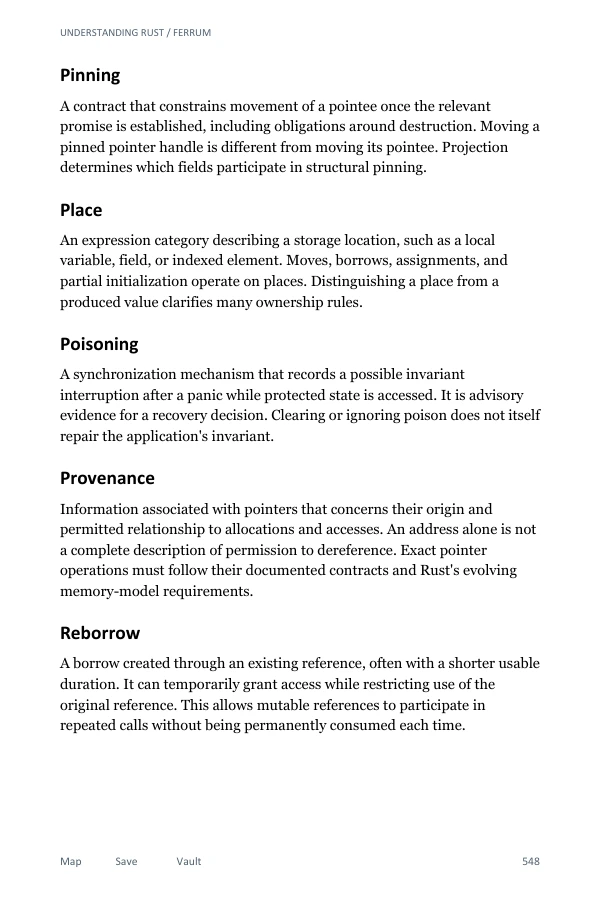 UNDERSTANDING RUST / FERRUM
Pinning
A contract that constrains movement of a pointee once the relevant
promise is established, including obligations around destruction. Moving a
pinned pointer handle is different from moving its pointee. Projection
determines which fields participate in structural pinning.
Place
An expression category describing a storage location, such as a local
variable, field, or indexed element. Moves, borrows, assignments, and
partial initialization operate on places. Distinguishing a place from a
produced value clarifies many ownership rules.
Poisoning
A synchronization mechanism that records a possible invariant
interruption after a panic while protected state is accessed. It is advisory
evidence for a recovery decision. Clearing or ignoring poison does not itself
repair the application's invariant.
Provenance
Information associated with pointers that concerns their origin and
permitted relationship to allocations and accesses. An address alone is not
a complete description of permission to dereference. Exact pointer
operations must follow their documented contracts and Rust's evolving
memory-model requirements.
Reborrow
A borrow created through an existing reference, often with a shorter usable
duration. It can temporarily grant access while restricting use of the
original reference. This allows mutable references to participate in
repeated calls without being permanently consumed each time.
Map Save Vault 548